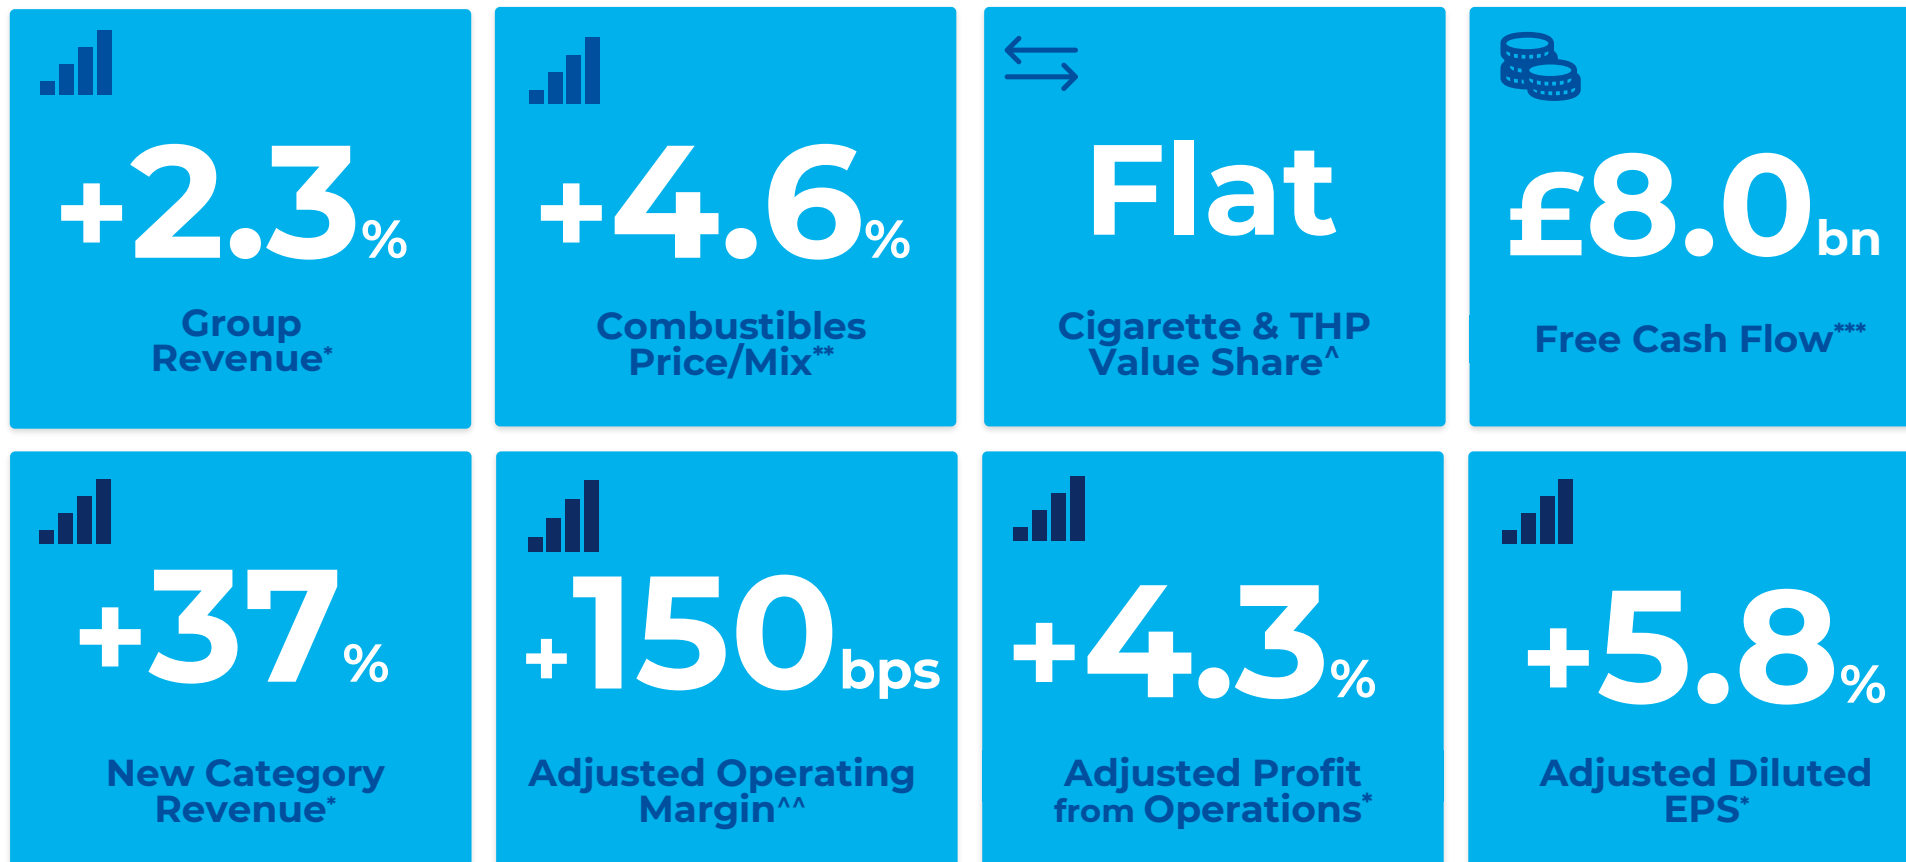 +2.3%
Group
Revenue*
+4.6%
Combustibles
Price/Mix**
Flat
Cigarette & THP
Value Share^
£8.0bn
Free Cash Flow***
+37%
New Category
Revenue*
+150bps
Adjusted Operating
Margin^^
+4.3%
Adjusted Profit
from Operations*
+5.8%
Adjusted Diluted
EPS*